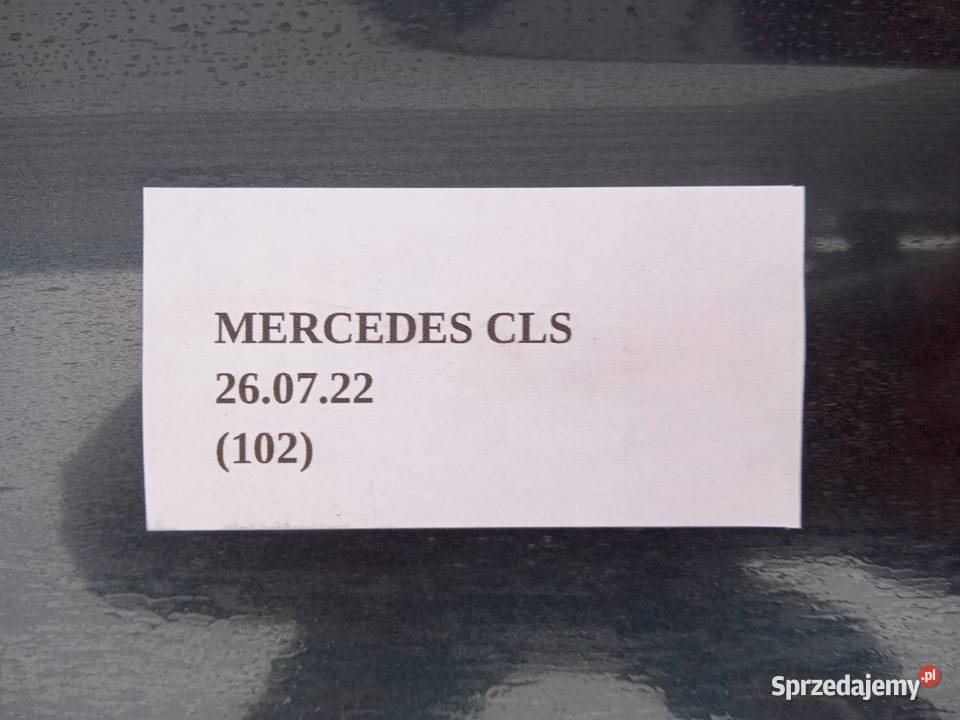 MERCEDES CLS
26.07.22
(102)
Sprzedajemy.pl